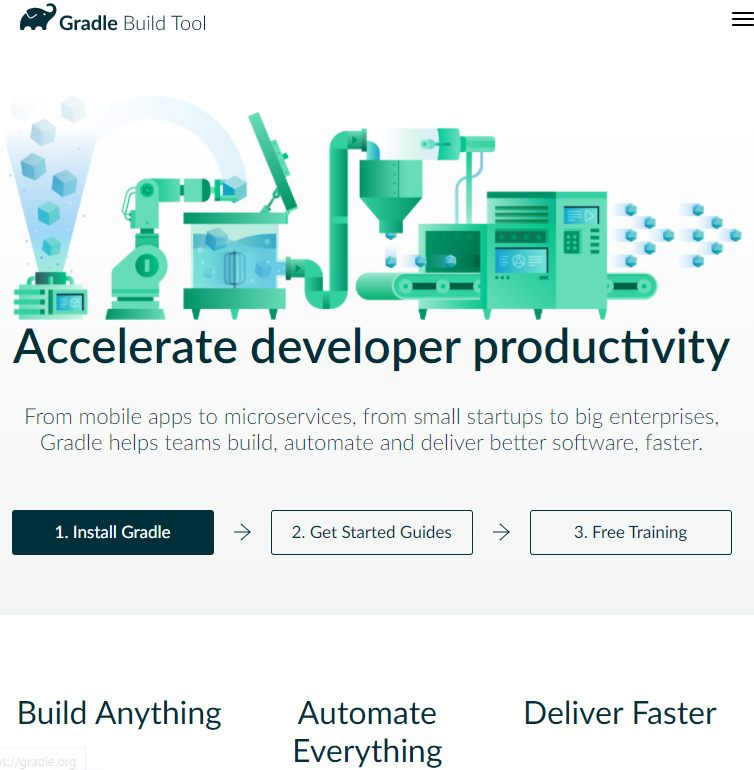 Gradle Build Tool
Accelerate developer productivity
From mobile apps to microservices, from small startups to big enterprises,
Gradle helps teams build, automate and deliver better software, faster.
1. Install Gradle
2. Get Started Guides
3. Free Training
Build Anything
Automate
Everything
Deliver Faster
s://gradle.org